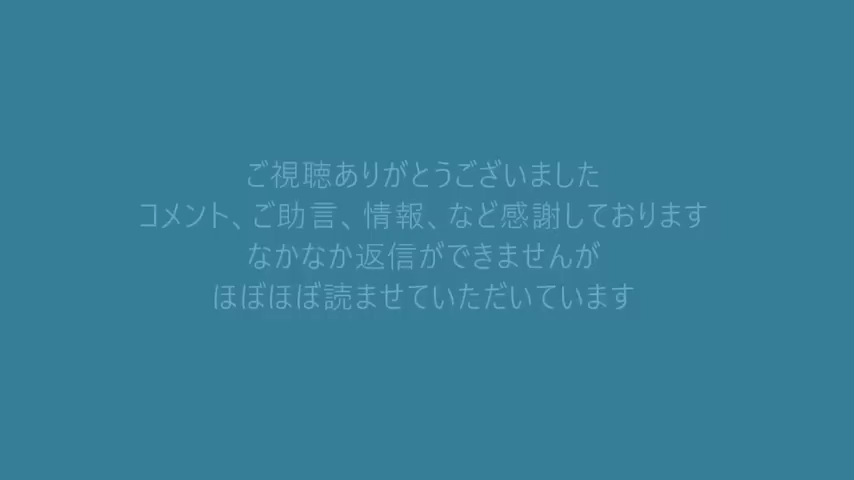 ご視聴ありがとうございました
コメント、ご助言、情報、など感謝しております
なかなか返信ができませんが
ほぼほぼ読ませていただいています